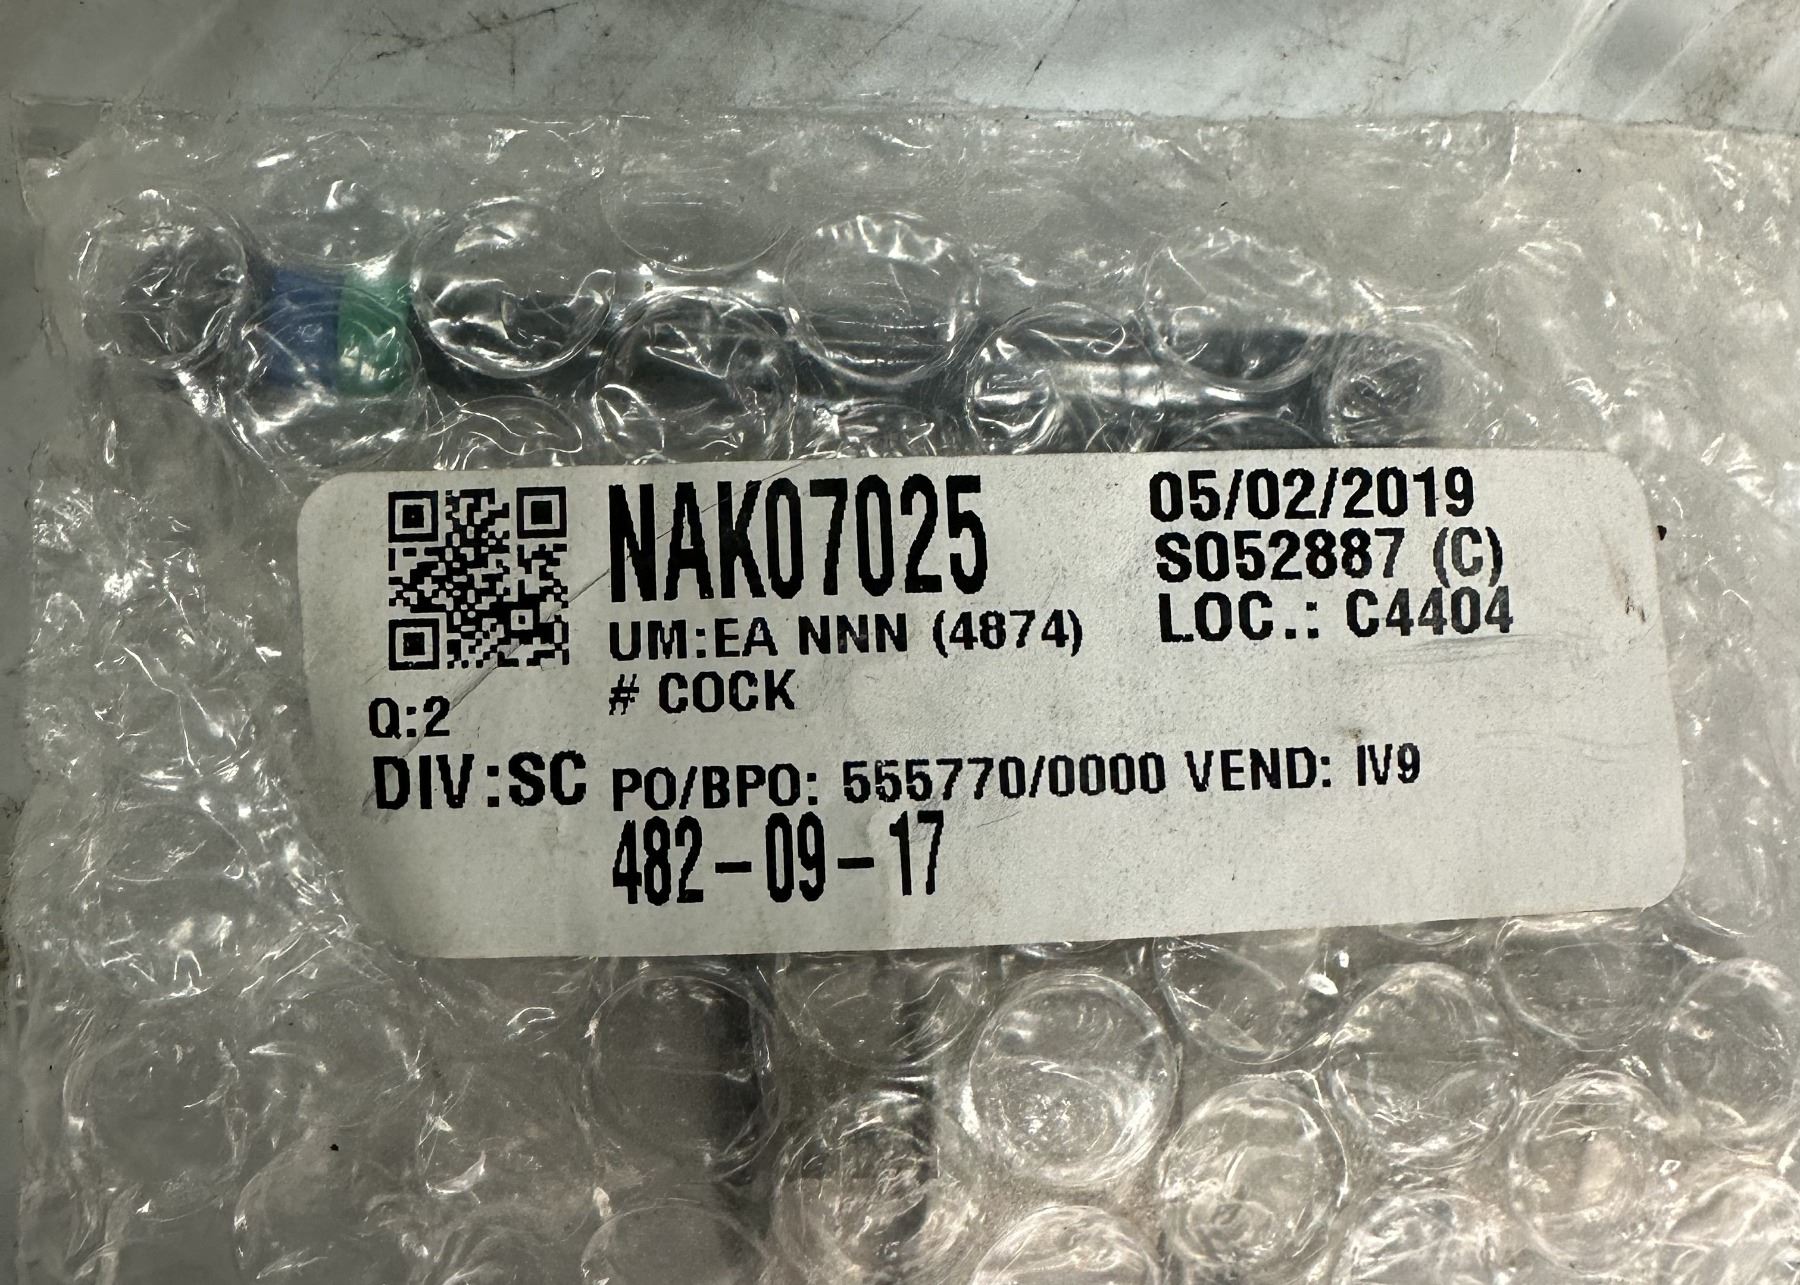 NAK07025
05/02/2019
S052887 (C)
LOC.: C4404
UM:EA NNN (4874)
# COCK
Q:2
DIV:SC PO/BPO: 555770/0000 VEND: IV9
482-09-17